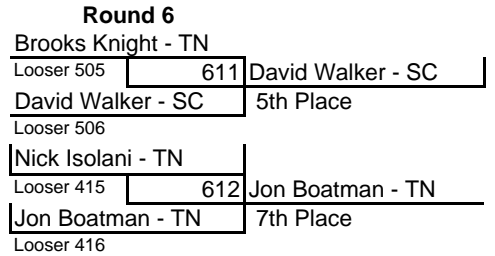 Round 6
Brooks Knight - TN
Looser 505
611 David Walker - SC
David Walker - SC
5th Place
Looser 506
Nick Isolani - TN
Looser 415
612 Jon Boatman - TN
Jon Boatman - TN
7th Place
Looser 416